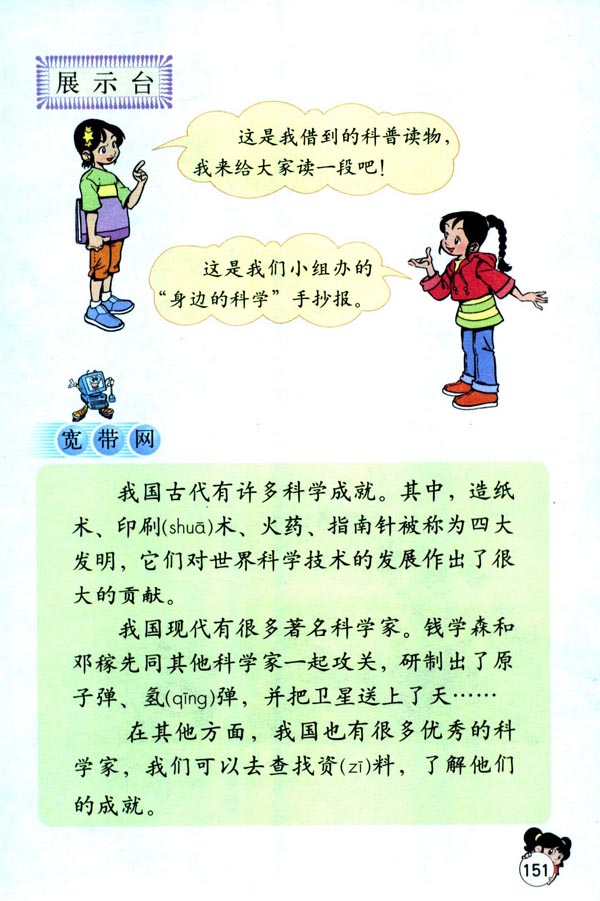 展示台
这是我借到的科普读物，
我来给大家读一段吧！
这是我们小组办的
“身边的科学”手抄报。
宽带网
我国古代有许多科学成就。其中，造纸
术、印刷(shuā)术、火药、指南针被称为四大
发明，它们对世界科学技术的发展作出了很
大的贡献。
我国现代有很多著名科学家。钱学森和
邓稼先同其他科学家一起攻关，研制出了原
子弹、氢(qīng)弹，并把卫星送上了天……
在其他方面，我国也有很多优秀的科
学家，我们可以去查找资(zī)料，了解他们
的成就。
151